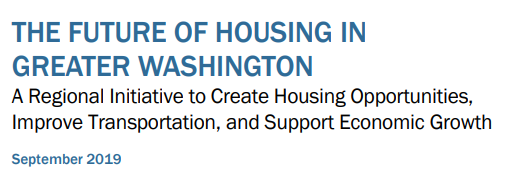 THE FUTURE OF HOUSING IN
GREATER WASHINGTON
A Regional Initiative to Create Housing Opportunities,
Improve Transportation, and Support Economic Growth
September 2019